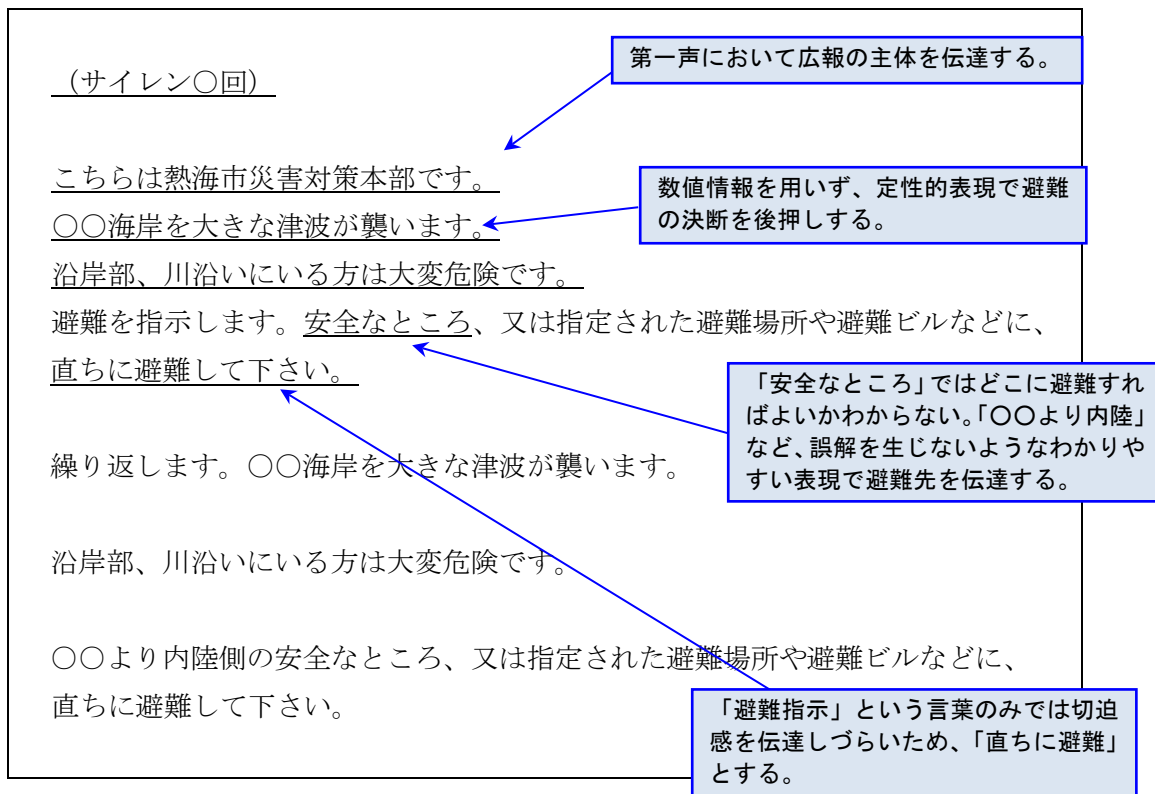 （サイレン○回）
第一声において広報の主体を伝達する。
こちらは熱海市災害対策本部です。
○○海岸を大きな津波が襲います。
数値情報を用いず、定性的表現で避難
の決断を後押しする。
沿岸部、川沿いにいる方は大変危険です。
避難を指示します。安全なところ、又は指定された避難場所や避難ビルなどに、
直ちに避難して下さい。
「安全なところ」ではどこに避難すれ
ばよいかわからない。「○○より内陸」
など、誤解を生じないようなわかりや
すい表現で避難先を伝達する。
繰り返します。○○海岸を大きな津波が襲います。
沿岸部、川沿いにいる方は大変危険です。
○○より内陸側の安全なところ、又は指定された避難場所や避難ビルなどに、
直ちに避難して下さい。
「避難指示」という言葉のみでは切迫
感を伝達しづらいため、「直ちに避難」
とする。